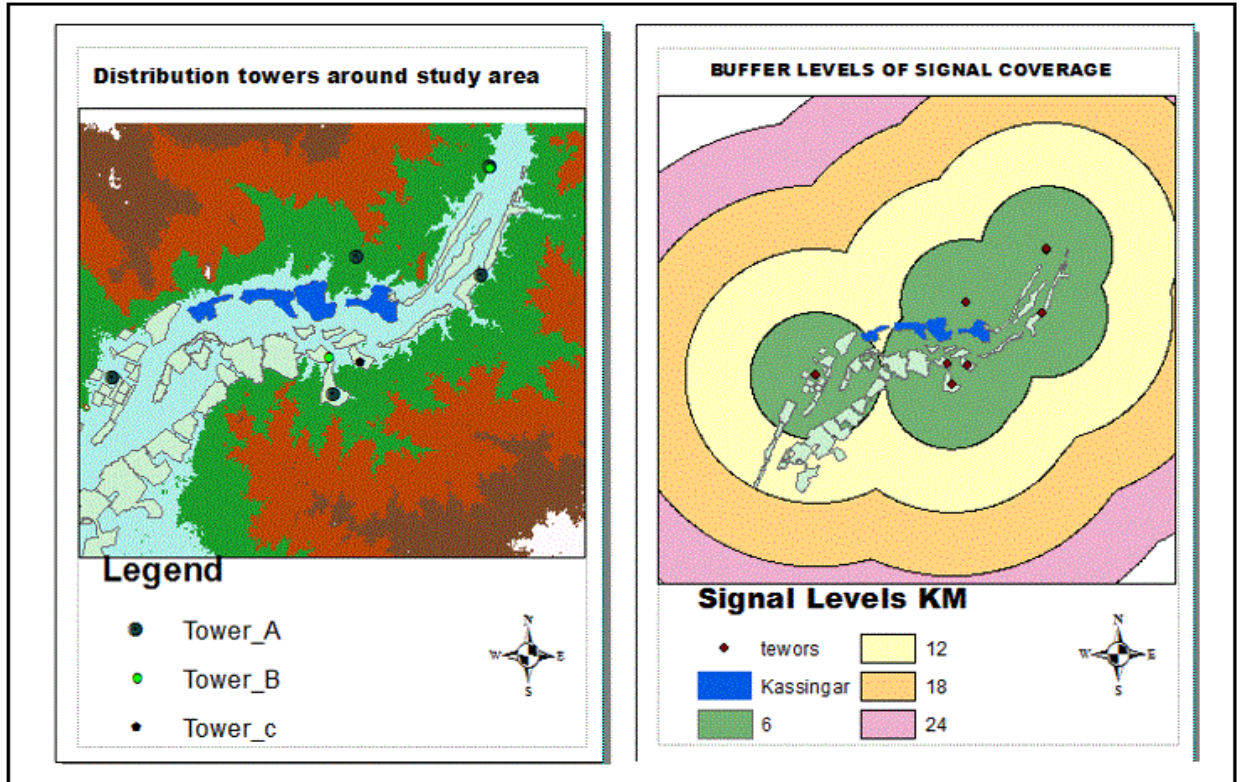 Distribution towers around study area
N
W E
S
Legend
Tower_A
Tower_B
Tower_c
BUFFER LEVELS OF SIGNAL COVERAGE
Signal Levels KM
tewors
Kassingar
6
12
18
24
N
W E
S